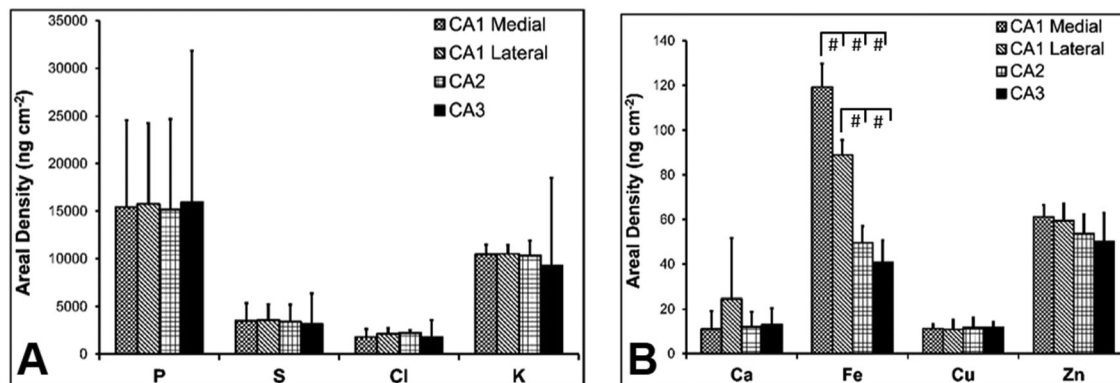 35000
30000
25000
20000
15000
10000
5000
0
Areal Density (ng cm-2)
CA1 Medial
CA1 Lateral
CA2
CA3
P S Cl K
A
140
120
100
80
60
40
20
0
Areal Density (ng cm-2)
# # #
# #
CA1 Medial
CA1 Lateral
CA2
CA3
Ca Fe Cu Zn
B